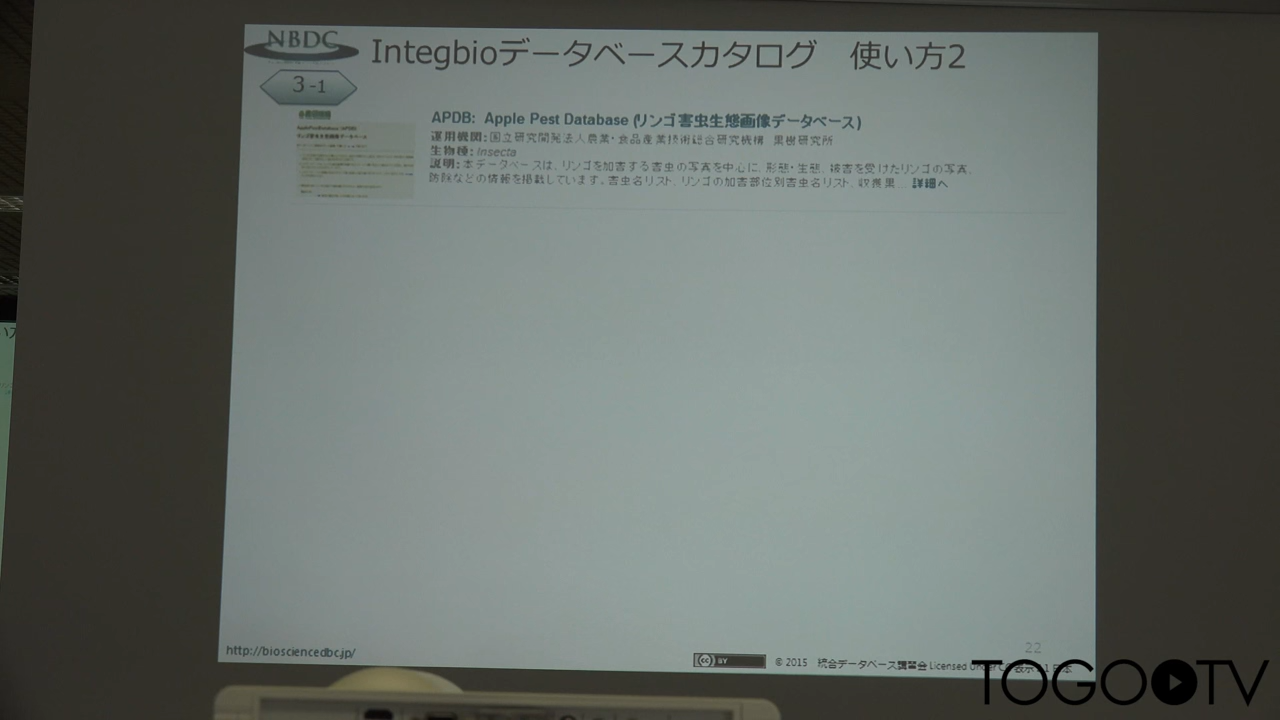 NBDC
Integbioデータベースカタログ 使い方2
3-1
APDB: Apple Pest Database (リンゴ害虫生態画像データベース)
運用機関:国立研究開発法人農業・食品産業技術総合研究機構 果樹研究所
生物種:Insecta
説明:本データベースは、リンゴを加害する害虫の写真を中心に、形態・生態、被害を受けたリンゴの写真、
防除などの情報を掲載しています。害虫名リスト、リンゴの加害部位別害虫名リスト、収穫果... 詳細へ
22
http://biosciencedbc.jp/
cc BY
© 2015 統合データベース講習会 Licensed Under CC 表示
TOGO TV